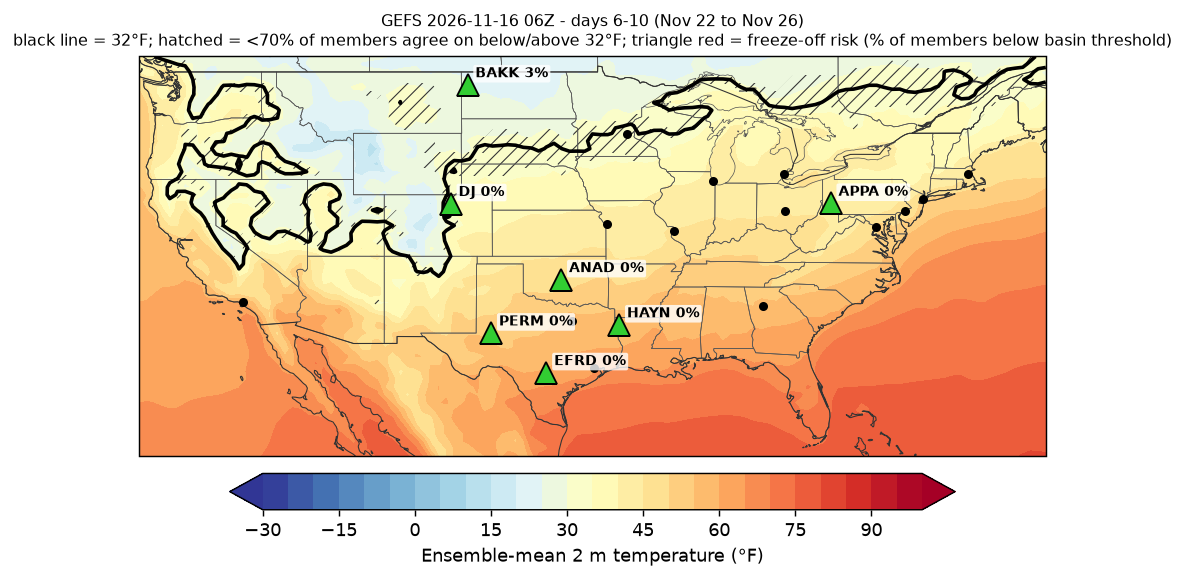 GEFS 2026-11-16 06Z - days 6-10 (Nov 22 to Nov 26)
black line = 32°F; hatched = <70% of members agree on below/above 32°F; triangle red = freeze-off risk (% of members below basin threshold)
BAKK 3%
DJ 0%
APPA 0%
ANAD 0%
HAYN 0%
PERM 0%
EFRD 0%
−30 −15 0 15 30 45 60 75 90
Ensemble-mean 2 m temperature (°F)